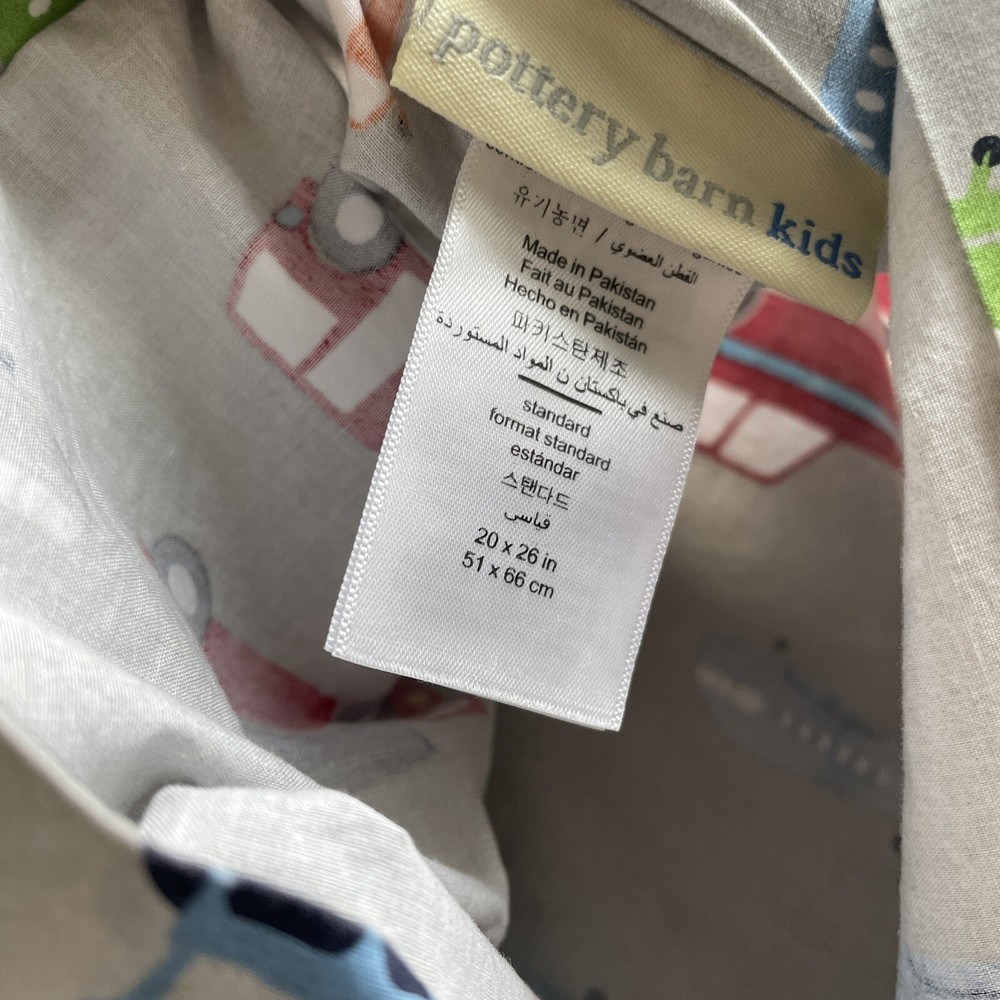 pottery barn kids
유기농면 / القطن العضوي
Made in Pakistan
Fait au Pakistan
Hecho en Pakistán
파키스탄제조
صنع في باكستان ن المواد المستوردة
standard
format standard
estándar
스탠다드
قياسي
20 x 26 in
51 x 66 cm